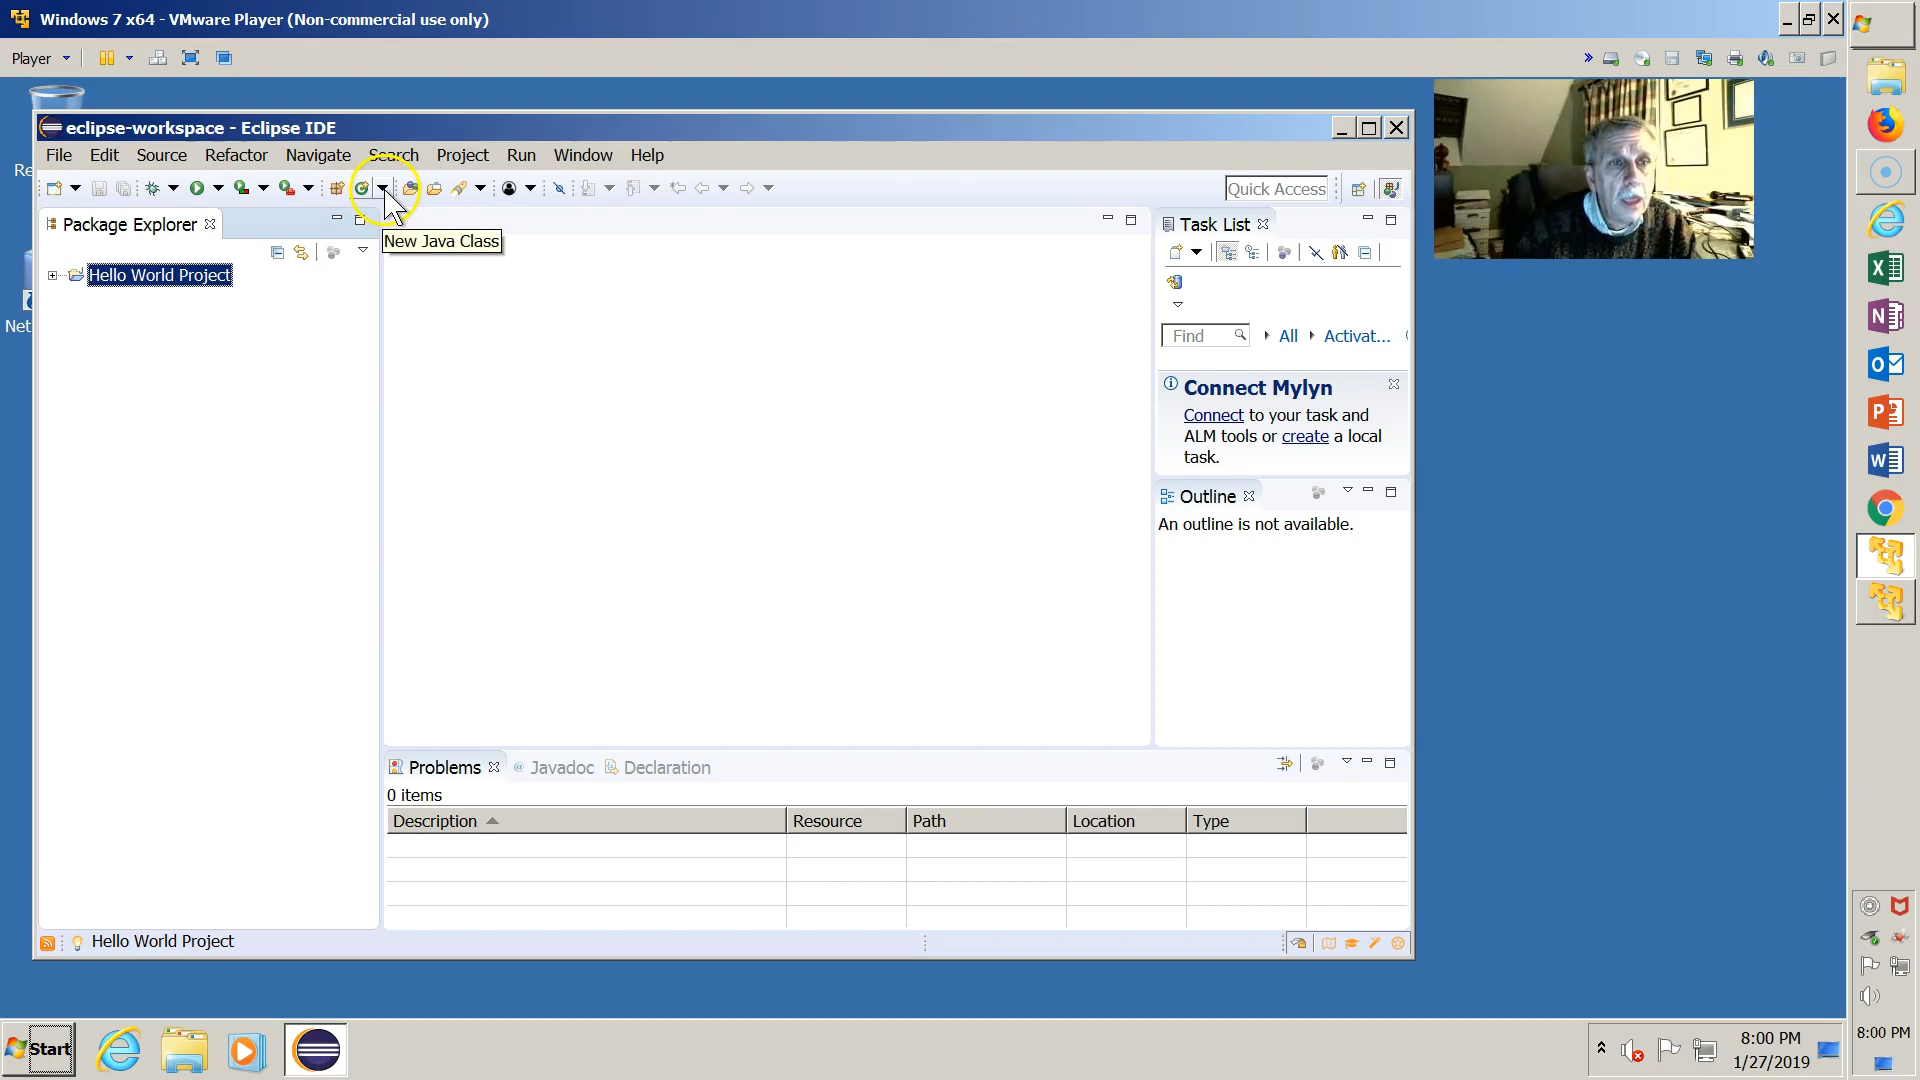 Windows 7 x64 - VMware Player (Non-commercial use only)
Player
eclipse-workspace - Eclipse IDE
File Edit Source Refactor Navigate Search Project Run Window Help
Quick Access
New Java Class
Package Explorer
Hello World Project
Task List
Find All Activat...
Connect Mylyn
Connect to your task and
ALM tools or create a local
task.
Outline
An outline is not available.
Problems Javadoc Declaration
0 items
Description Resource Path Location Type
Hello World Project
Re
Net
Start
8:00 PM
1/27/2019
8:00 PM